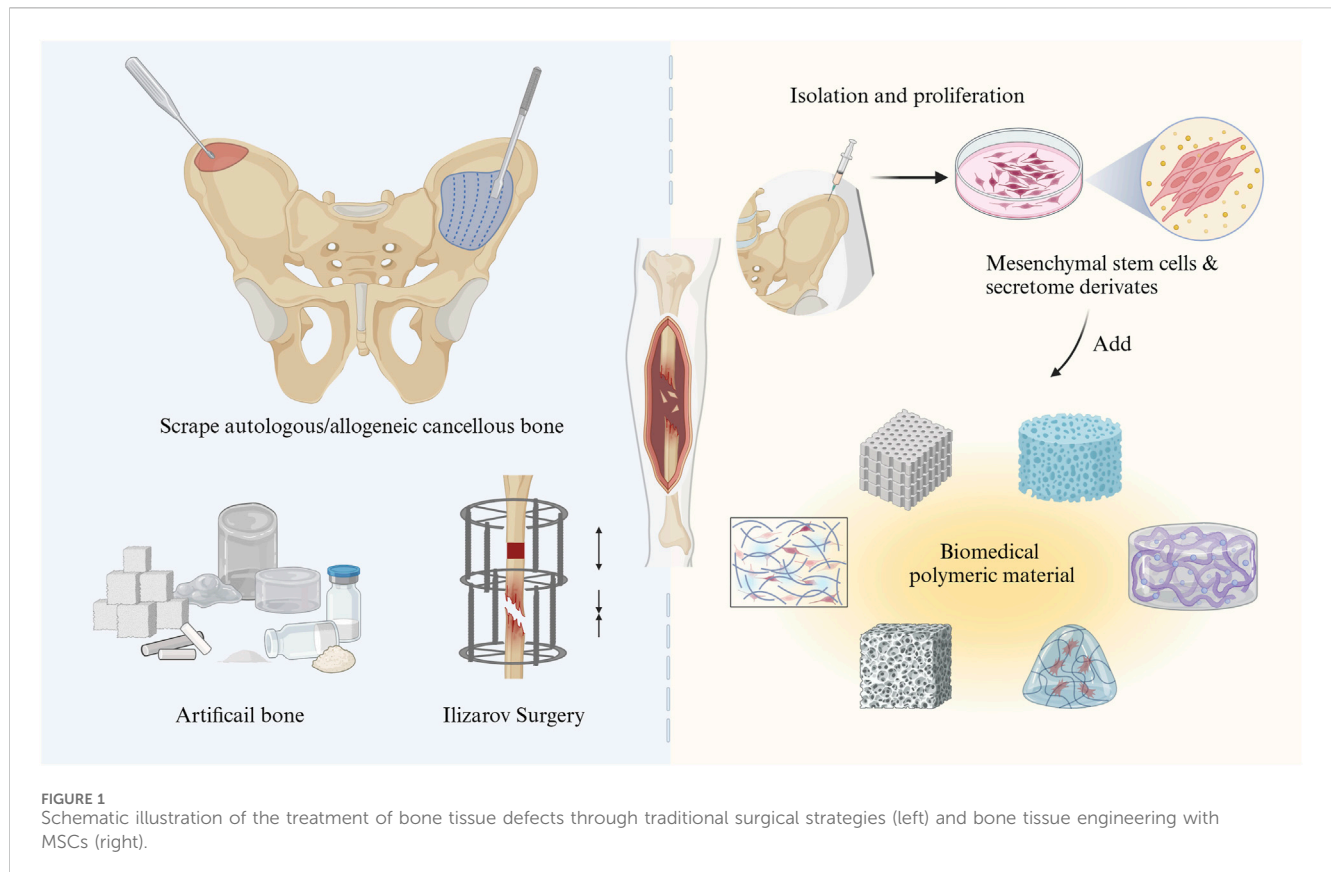 Isolation and proliferation
Mesenchymal stem cells &
secretome derivates
Add
Scrape autologous/allogeneic cancellous bone
Biomedical
polymeric material
Artificail bone
Ilizarov Surgery
FIGURE 1
Schematic illustration of the treatment of bone tissue defects through traditional surgical strategies (left) and bone tissue engineering with
MSCs (right).